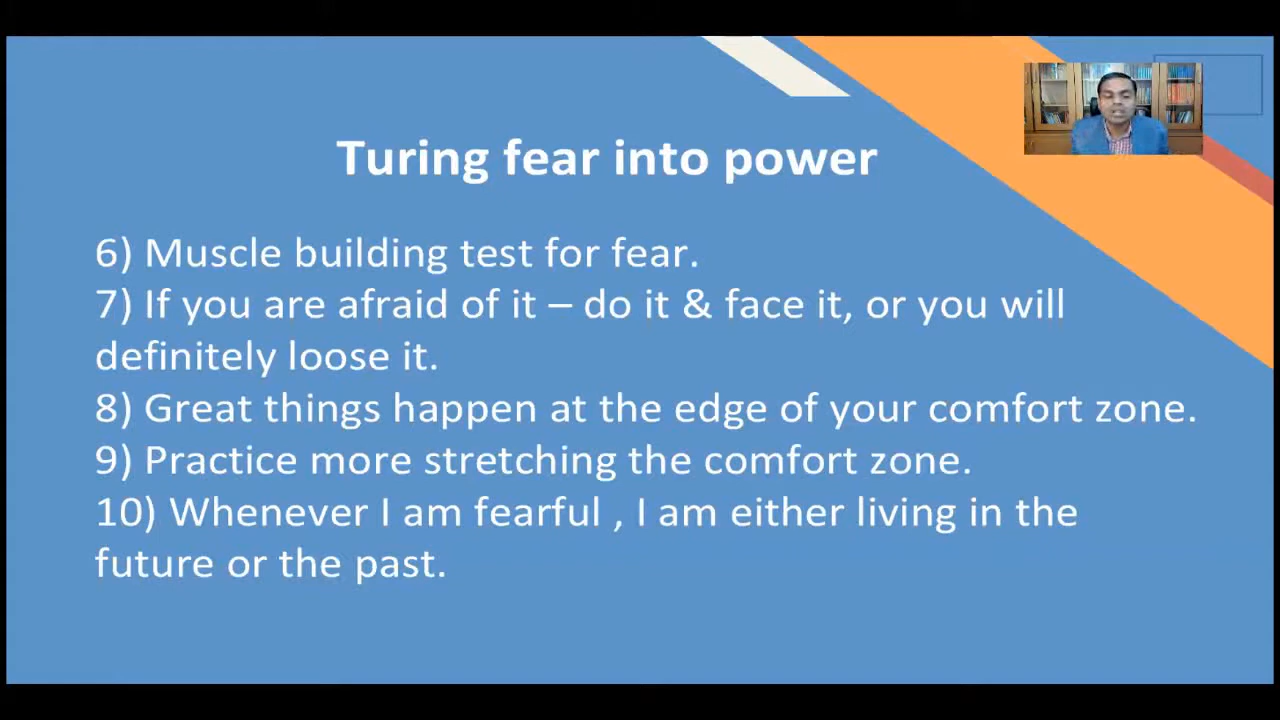 Turing fear into power
6) Muscle building test for fear.
7) If you are afraid of it – do it & face it, or you will
definitely loose it.
8) Great things happen at the edge of your comfort zone.
9) Practice more stretching the comfort zone.
10) Whenever I am fearful , I am either living in the
future or the past.